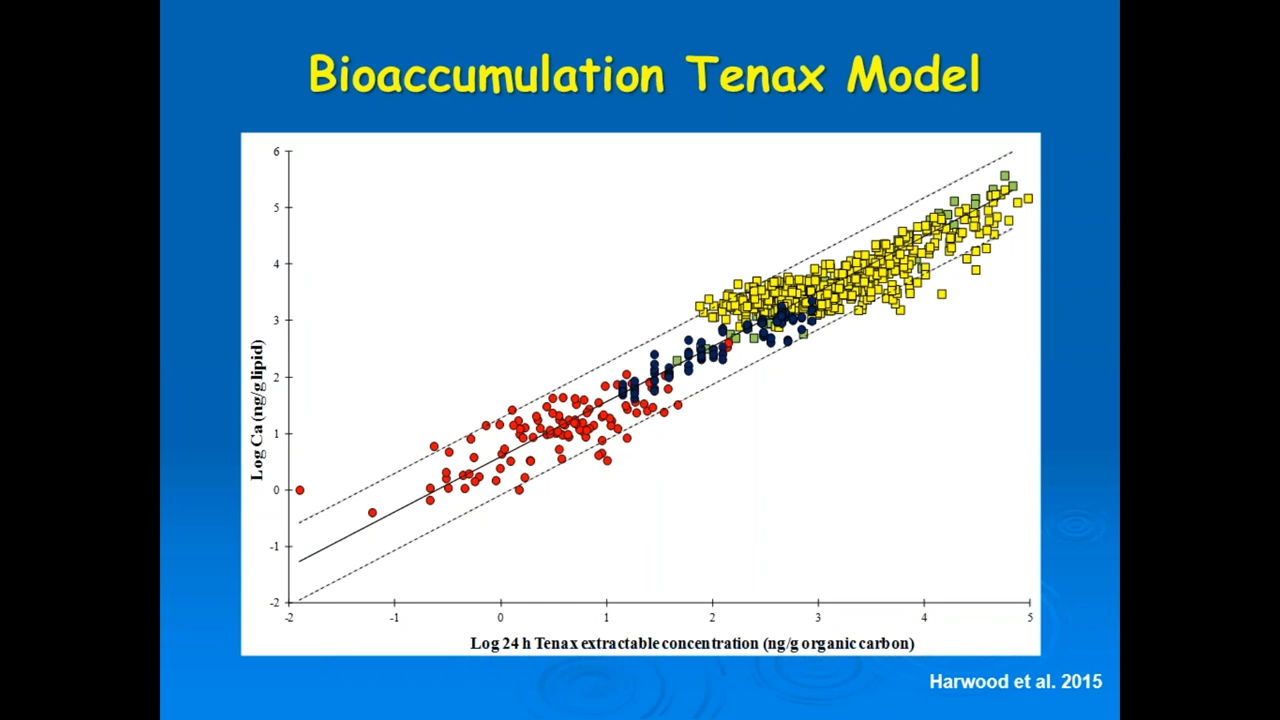 Bioaccumulation Tenax Model
6
5
4
3
2
1
0
-1
-2
Log Ca (ng/g lipid)
-2 -1 0 1 2 3 4 5
Log 24 h Tenax extractable concentration (ng/g organic carbon)
Harwood et al. 2015